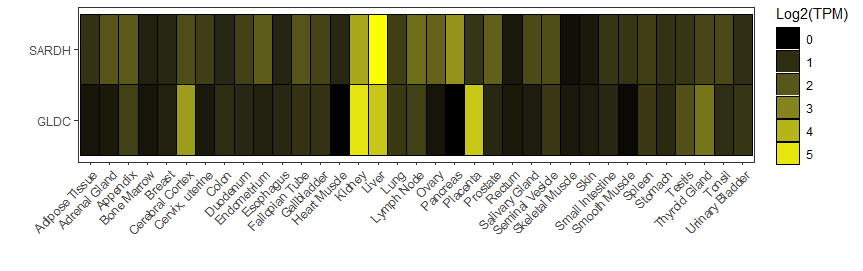 Log2(TPM)
SARDH
GLDC
0
1
2
3
4
5
Adipose Tissue
Adrenal Gland
Appendix
Bone Marrow
Breast
Cerebral Cortex
Cervix, uterine
Colon
Duodenum
Endometrium
Esophagus
Fallopian Tube
Gallbladder
Heart Muscle
Kidney
Liver
Lung
Lymph Node
Ovary
Pancreas
Placenta
Prostate
Rectum
Salivary Gland
Seminal Vesicle
Skeletal Muscle
Skin
Small Intestine
Smooth Muscle
Spleen
Stomach
Testis
Thyroid Gland
Tonsil
Urinary Bladder